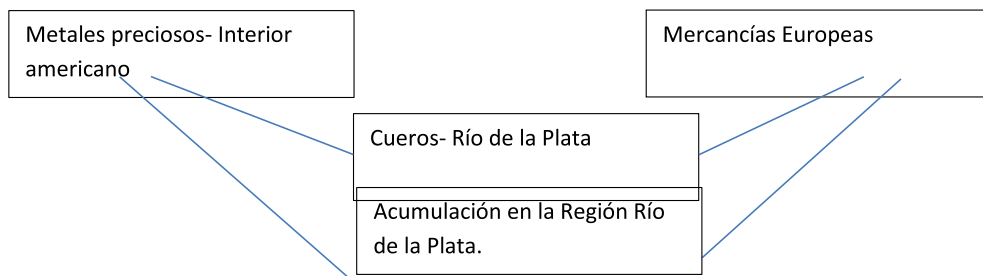 Metales preciosos- Interior
americano
Mercancías Europeas
Cueros- Río de la Plata
Acumulación en la Región Río
de la Plata.